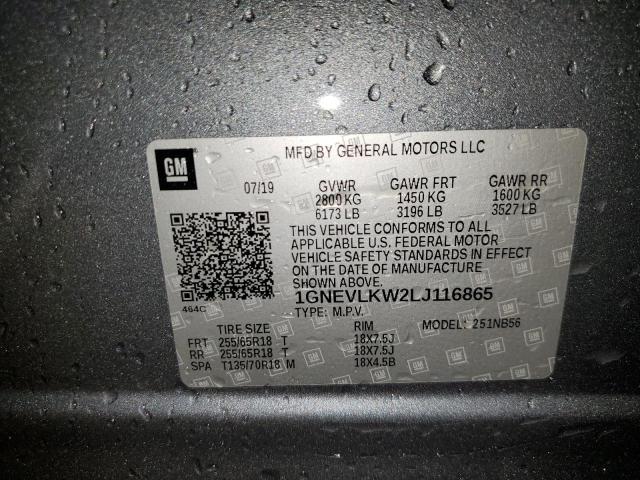 GM
MFD BY GENERAL MOTORS LLC
07/19 GVWR GAWR FRT GAWR RR
2800 KG 1450 KG 1600 KG
6173 LB 3196 LB 3527 LB
THIS VEHICLE CONFORMS TO ALL
APPLICABLE U.S. FEDERAL MOTOR
VEHICLE SAFETY STANDARDS IN EFFECT
ON THE DATE OF MANUFACTURE
SHOWN ABOVE.
1GNEVLKW2LJ116865
464C TYPE: M.P.V.
TIRE SIZE RIM MODEL: 251NB56
FRT 255/65R18 T 18X7.5J
RR 255/65R18 T 18X7.5J
SPA T135/70R18 M 18X4.5B